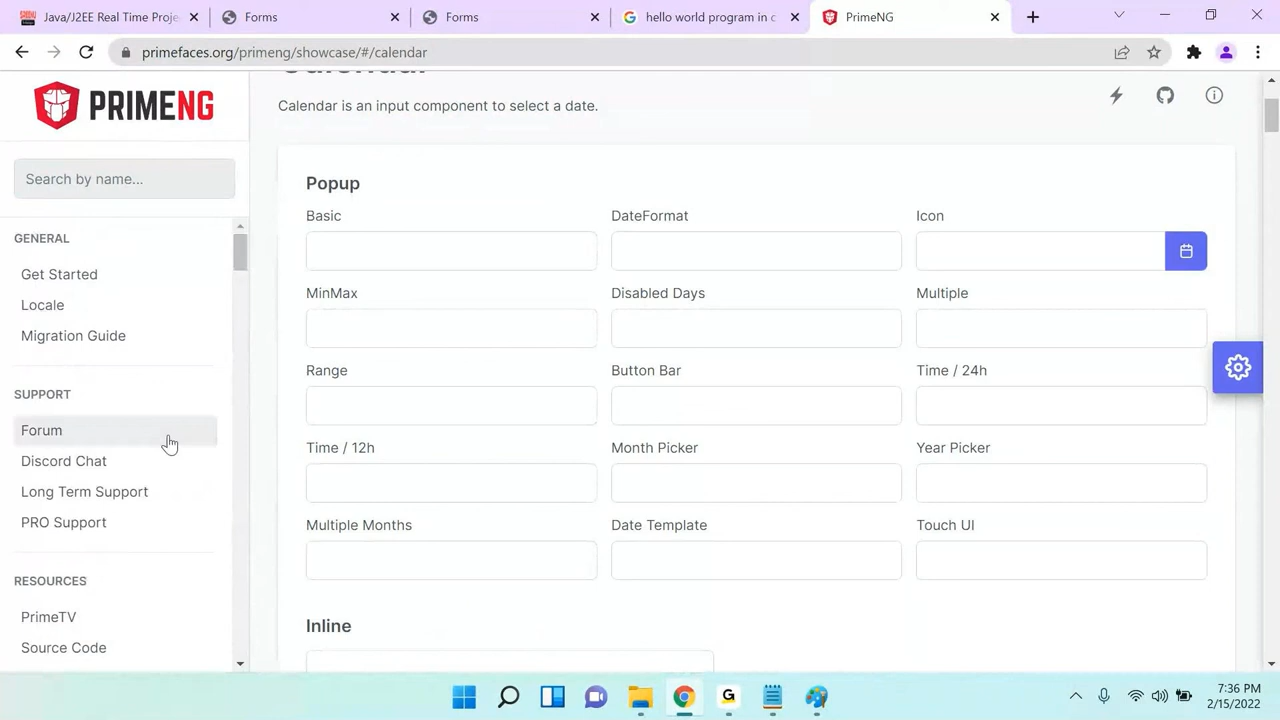 Java/J2EE Real Time Proje
Forms
Forms
hello world program in c
PrimeNG
primefaces.org/primeng/showcase/#/calendar
PRIMENG
Calendar is an input component to select a date.
Search by name...
Popup
Basic
DateFormat
Icon
GENERAL
Get Started
Locale
Migration Guide
MinMax
Disabled Days
Multiple
Range
Button Bar
Time / 24h
SUPPORT
Forum
Discord Chat
Long Term Support
PRO Support
Time / 12h
Month Picker
Year Picker
Multiple Months
Date Template
Touch UI
RESOURCES
PrimeTV
Source Code
Inline
G
7:36 PM
2/15/2022